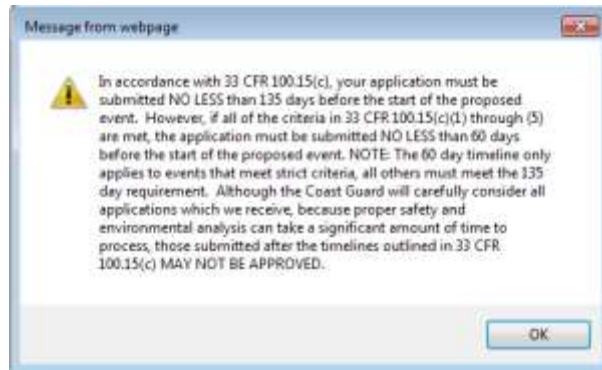 Message from webpage
In accordance with 33 CFR 100.15(c), your application must be
submitted NO LESS than 135 days before the start of the proposed
event. However, if all of the criteria in 33 CFR 100.15(c)(1) through (5)
are met, the application must be submitted NO LESS than 60 days
before the start of the proposed event. NOTE: The 60 day timeline only
applies to events that meet strict criteria, all others must meet the 135
day requirement. Although the Coast Guard will carefully consider all
applications which we receive, because proper safety and
environmental analysis can take a significant amount of time to
process, those submitted after the timelines outlined in 33 CFR
100.15(c) MAY NOT BE APPROVED.
OK